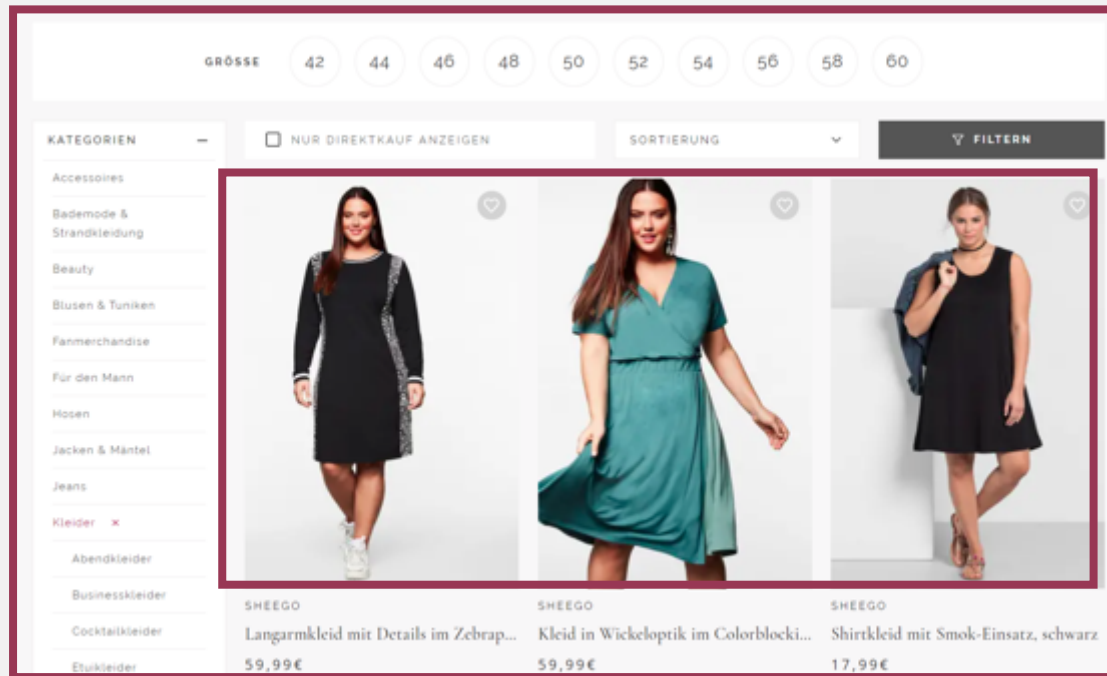 GRÖSSE 42 44 46 48 50 52 54 56 58 60
KATEGORIEN
NUR DIREKTKAUF ANZEIGEN
SORTIERUNG
FILTERN
Accessoires
Bademode &
Strandkleidung
Beauty
Blusen & Tuniken
Fanmerchandise
Für den Mann
Hosen
Jacken & Mäntel
Jeans
Kleider ×
Abendkleider
Businesskleider
Cocktailkleider
Etuikleider
SHEEGO
Langarmkleid mit Details im Zebrap...
59,99€
SHEEGO
Kleid in Wickeloptik im Colorblocki...
59,99€
SHEEGO
Shirtkleid mit Smok-Einsatz, schwarz
17,99€